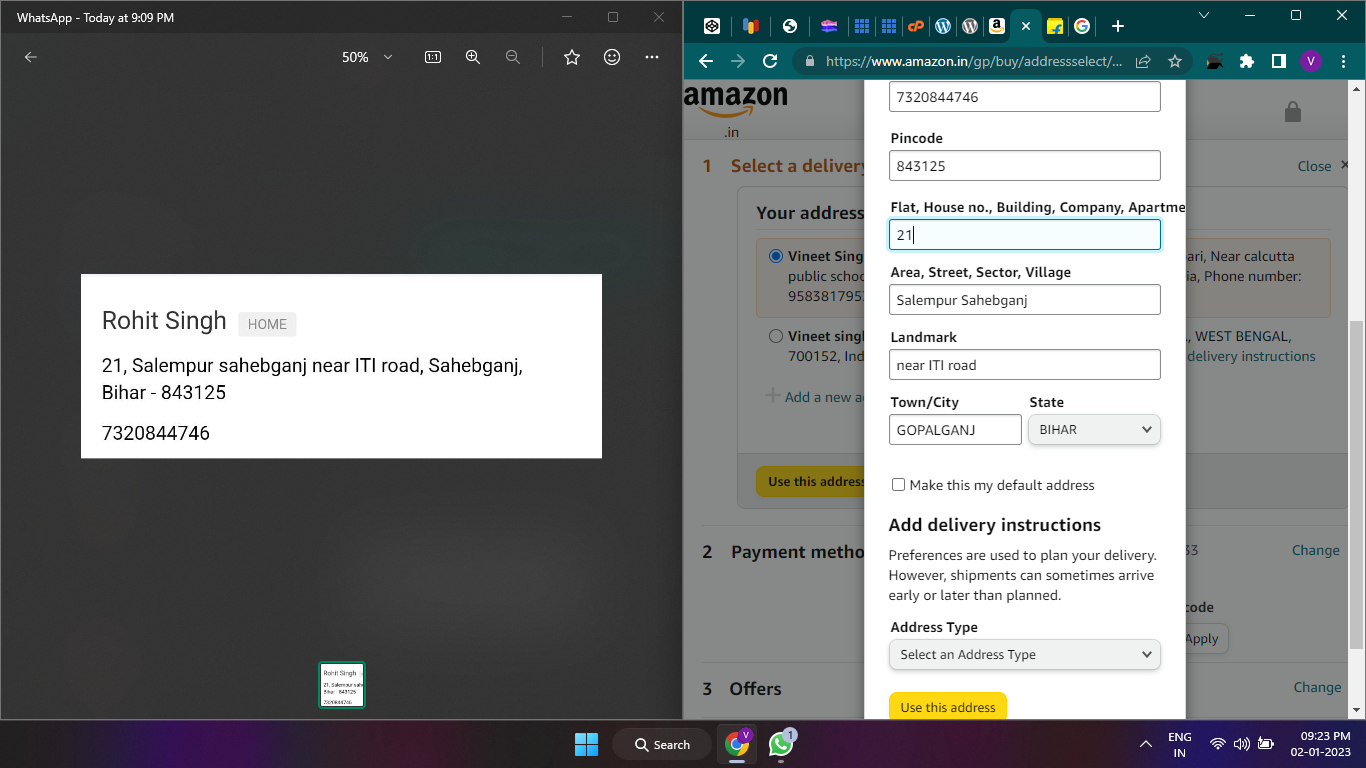 WhatsApp - Today at 9:09 PM
50%
1:1
Rohit Singh HOME
21, Salempur sahebganj near ITI road, Sahebganj,
Bihar - 843125
7320844746
Rohit Singh
21, Salempur sahe
Bihar - 843125
7320844746
https://www.amazon.in/gp/buy/addressselect/...
V
amazon
.in
1 Select a delivery
Close ×
Your address
Vineet Sing
public schoo
9583817953
ari, Near calcutta
ia, Phone number:
Vineet singh
700152, Ind
, WEST BENGAL,
delivery instructions
Add a new a
Use this address
2 Payment metho
33
Change
code
Apply
3 Offers
Change
7320844746
Pincode
843125
Flat, House no., Building, Company, Apartme
21
Area, Street, Sector, Village
Salempur Sahebganj
Landmark
near ITI road
Town/City State
GOPALGANJ BIHAR
Make this my default address
Add delivery instructions
Preferences are used to plan your delivery.
However, shipments can sometimes arrive
early or later than planned.
Address Type
Select an Address Type
Use this address
Search
V
1
ENG
IN
09:23 PM
02-01-2023